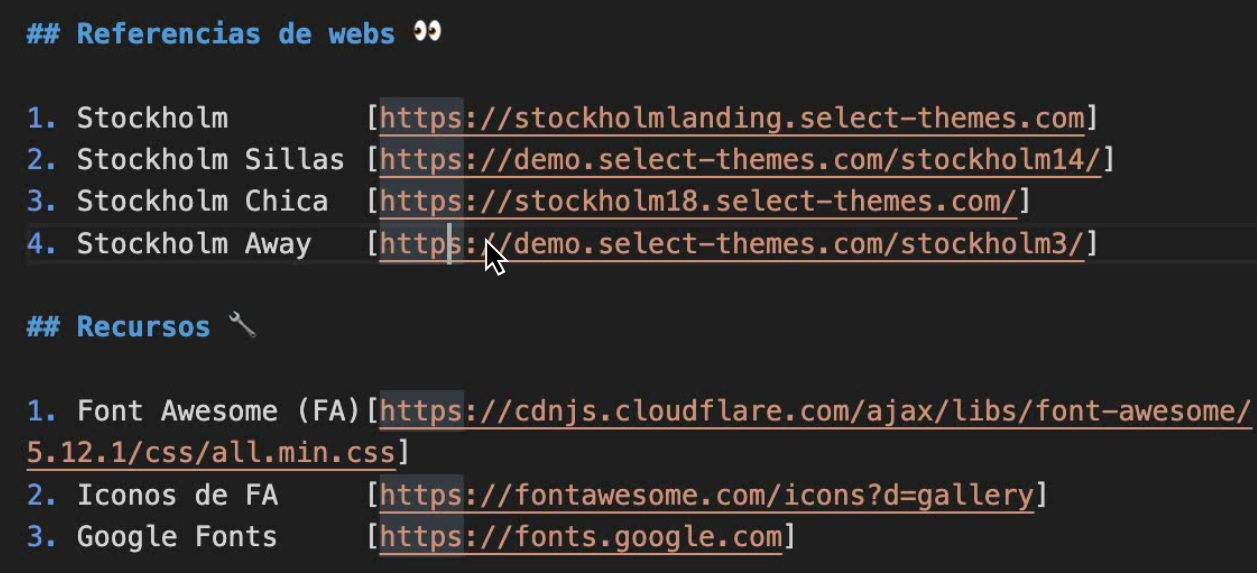 ## Referencias de webs 👀
1. Stockholm [https://stockholmlanding.select-themes.com]
2. Stockholm Sillas [https://demo.select-themes.com/stockholm14/]
3. Stockholm Chica [https://stockholm18.select-themes.com/]
4. Stockholm Away [https://demo.select-themes.com/stockholm3/]
## Recursos 🔧
1. Font Awesome (FA)[https://cdnjs.cloudflare.com/ajax/libs/font-awesome/
5.12.1/css/all.min.css]
2. Iconos de FA [https://fontawesome.com/icons?d=gallery]
3. Google Fonts [https://fonts.google.com]